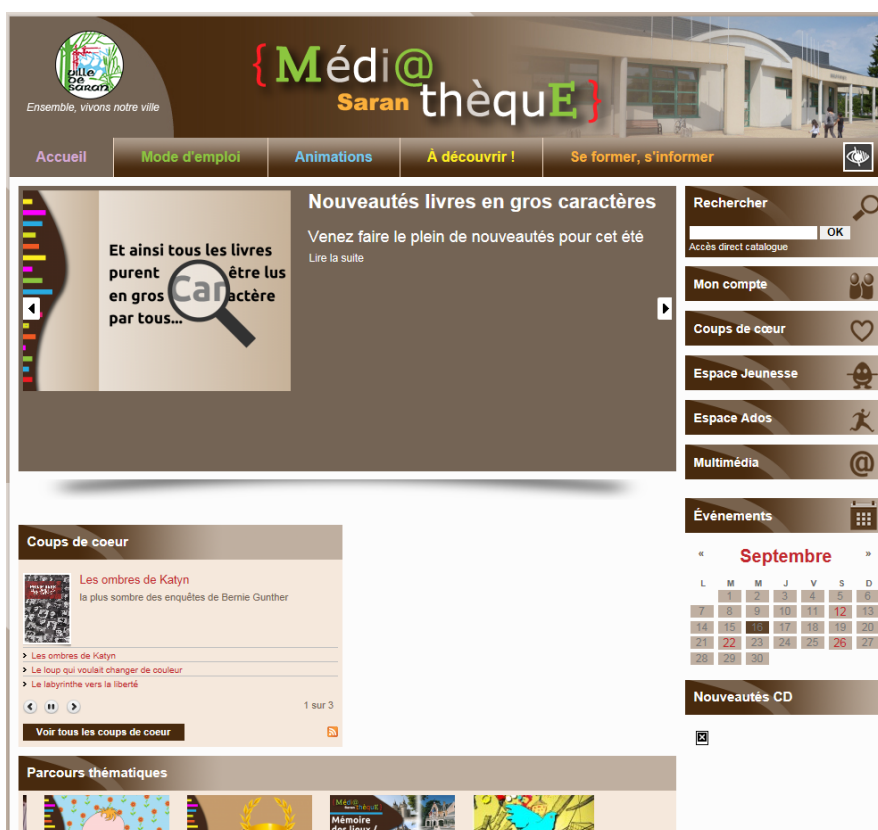 ville
de
saran
Ensemble, vivons notre ville
{ Médi@
Saran thèquE }
Accueil
Mode d'emploi
Animations
À découvrir !
Se former, s'informer
Et ainsi tous les livres
purent être lus
en gros Caractère
par tous...
Nouveautés livres en gros caractères
Venez faire le plein de nouveautés pour cet été
Lire la suite
Rechercher
OK
Accès direct catalogue
Mon compte
Coups de cœur
Espace Jeunesse
Espace Ados
Multimédia
@
Événements
« Septembre »
L M M J V S D
1 2 3 4 5 6
7 8 9 10 11 12 13
14 15 16 17 18 19 20
21 22 23 24 25 26 27
28 29 30
Nouveautés CD
Coups de coeur
Les ombres de Katyn
la plus sombre des enquêtes de Bernie Gunther
Les ombres de Katyn
Le loup qui voulait changer de couleur
Le labyrinthe vers la liberté
1 sur 3
Voir tous les coups de coeur
Parcours thématiques
{Médi@
Saran thèquE}
Mémoire
des lieux /